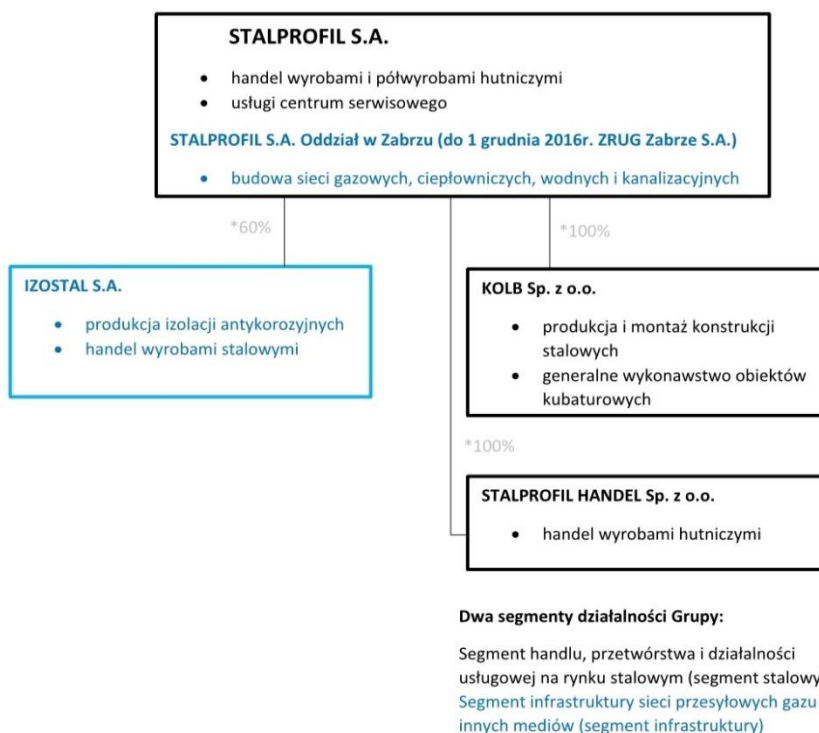 STALPROFIL S.A.
• handel wyrobami i półwyrobami hutniczymi
• usługi centrum serwisowego
STALPROFIL S.A. Oddział w Zabrzu (do 1 grudnia 2016r. ZRUG Zabrze S.A.)
• budowa sieci gazowych, ciepłowniczych, wodnych i kanalizacyjnych
*60%
*100%
IZOSTAL S.A.
• produkcja izolacji antykorozyjnych
• handel wyrobami stalowymi
KOLB Sp. z o.o.
• produkcja i montaż konstrukcji
stalowych
• generalne wykonawstwo obiektów
kubaturowych
*100%
STALPROFIL HANDEL Sp. z o.o.
• handel wyrobami hutniczymi
Dwa segmenty działalności Grupy:
Segment handlu, przetwórstwa i działalności
usługowej na rynku stalowym (segment stalowy
Segment infrastruktury sieci przesyłowych gazu
innych mediów (segment infrastruktury)